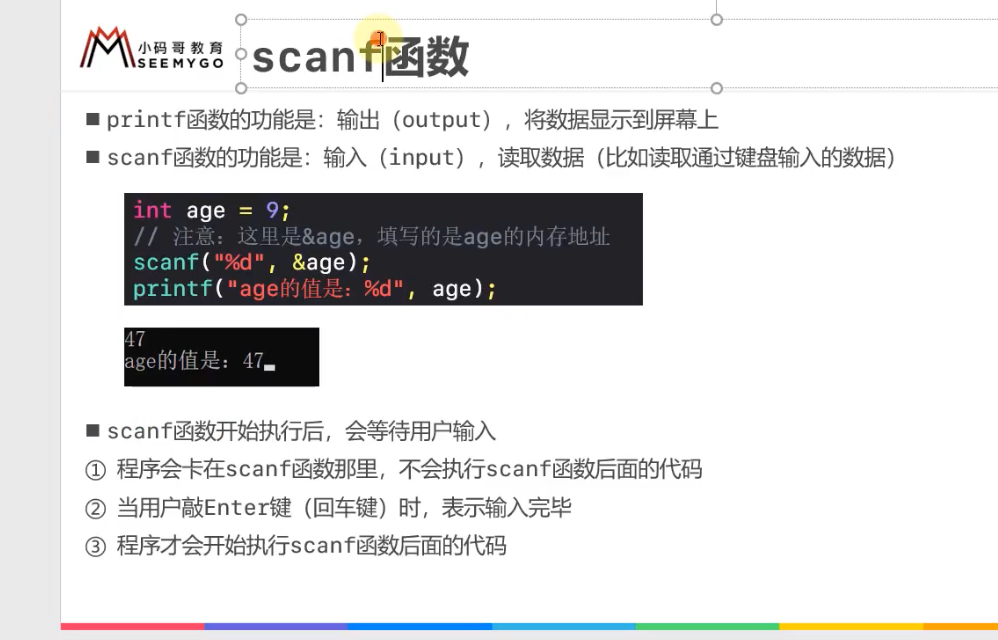 小码哥教育
SEEMYGO
scanf函数
■ printf函数的功能是：输出（output），将数据显示到屏幕上
■ scanf函数的功能是：输入（input），读取数据（比如读取通过键盘输入的数据）
int age = 9;
// 注意：这里是&age，填写的是age的内存地址
scanf("%d", &age);
printf("age的值是：%d", age);
47
age的值是：47
■ scanf函数开始执行后，会等待用户输入
① 程序会卡在scanf函数那里，不会执行scanf函数后面的代码
② 当用户敲Enter键（回车键）时，表示输入完毕
③ 程序才会开始执行scanf函数后面的代码